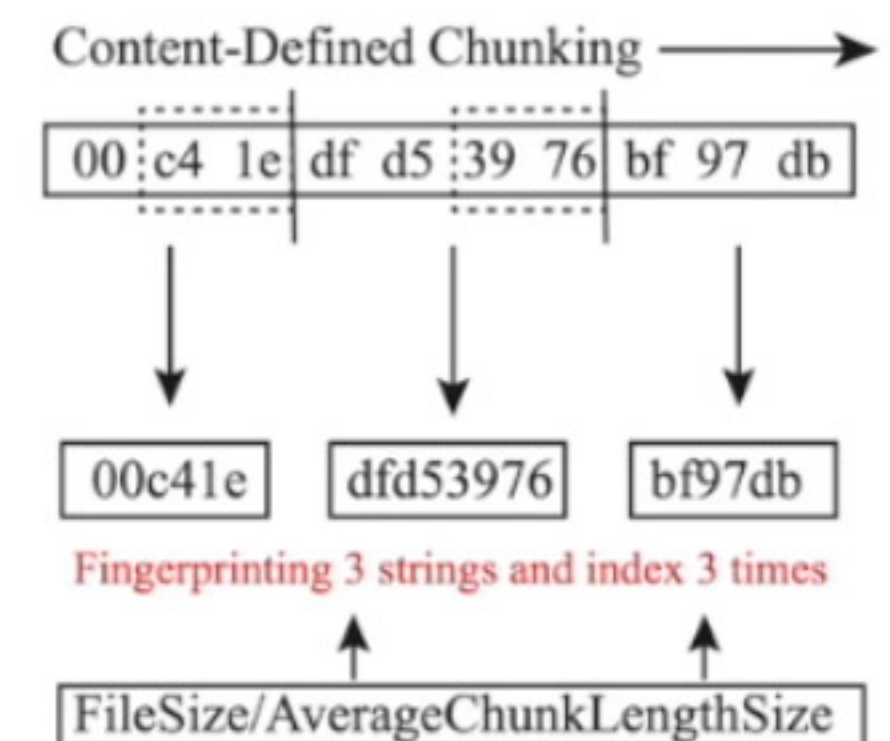 Content-Defined Chunking
00 c4 1e df d5 39 76 bf 97 db
00c41e dfd53976 bf97db
Fingerprinting 3 strings and index 3 times
FileSize/AverageChunkLengthSize